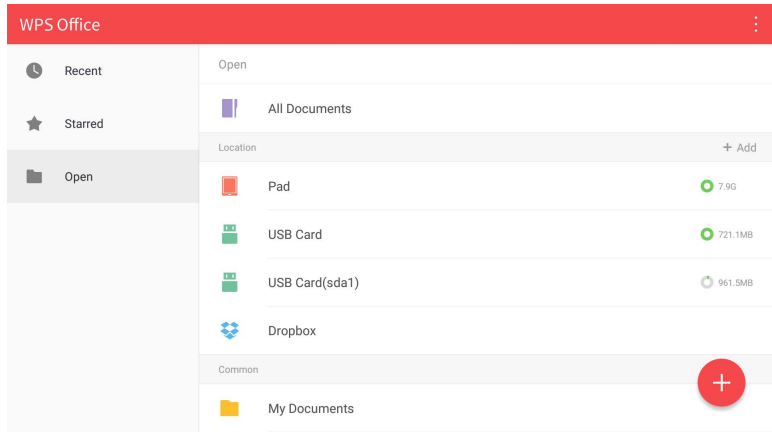 WPS Office
Recent
Starred
Open
Open
All Documents
Location
+ Add
Pad
7.9G
USB Card
721.1MB
USB Card(sda1)
961.5MB
Dropbox
Common
My Documents